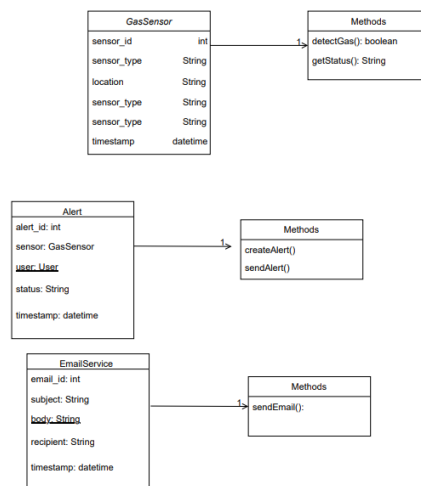 GasSensor
sensor_id int
sensor_type String
location String
sensor_type String
sensor_type String
timestamp datetime
1
Methods
detectGas(): boolean
getStatus(): String
Alert
alert_id: int
sensor: GasSensor
user: User
status: String
timestamp: datetime
1
Methods
createAlert()
sendAlert()
EmailService
email_id: int
subject: String
body: String
recipient: String
timestamp: datetime
1
Methods
sendEmail():